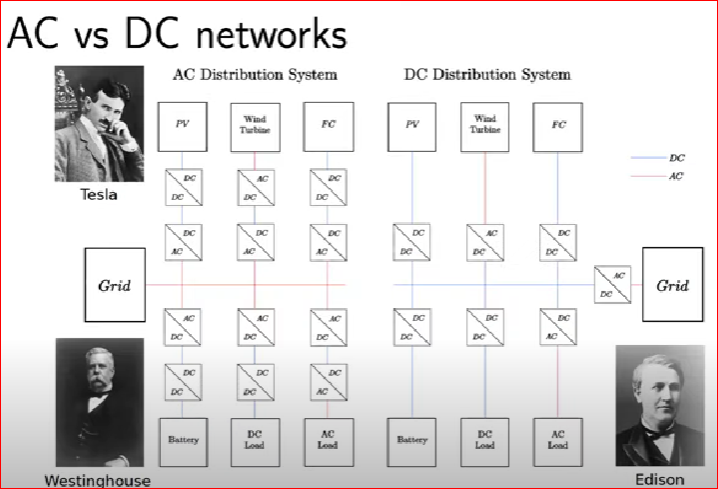 AC vs DC networks
AC Distribution System
DC Distribution System
PV
Wind
Turbine
FC
PV
Wind
Turbine
FC
DC
AC
Tesla
DC
DC
AC
DC
DC
DC
DC
AC
DC
AC
DC
AC
DC
DC
AC
DC
DC
DC
Grid
AC
DC
Grid
AC
DC
AC
DC
AC
DC
DC
DC
DC
DC
DC
AC
DC
DC
DC
DC
DC
AC
Battery
DC
Load
AC
Load
Battery
DC
Load
AC
Load
Westinghouse
Edison